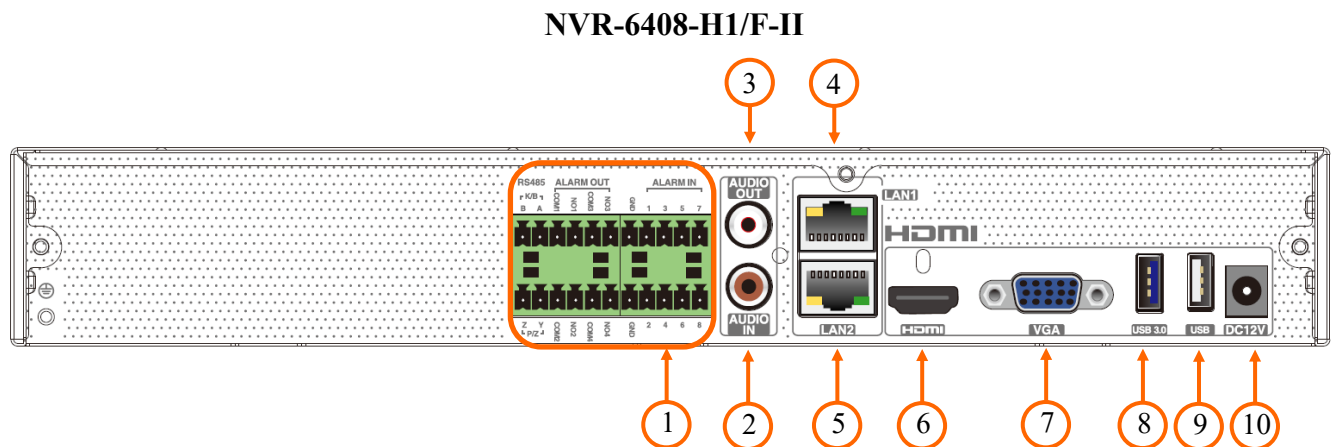 NVR-6408-H1/F-II
3 4
RS485 ALARM OUT ALARM IN
K/B
B A COM1 NO1 COM3 NO3 GND 1 3 5 7
AUDIO
OUT
LAN1
HDMI
Z Y COM2 NO2 COM4 NO4 GND 2 4 6 8
P/Z
AUDIO
IN
LAN2
HDMI
VGA
USB 3.0
USB
DC12V
1 2 5 6 7 8 9 10